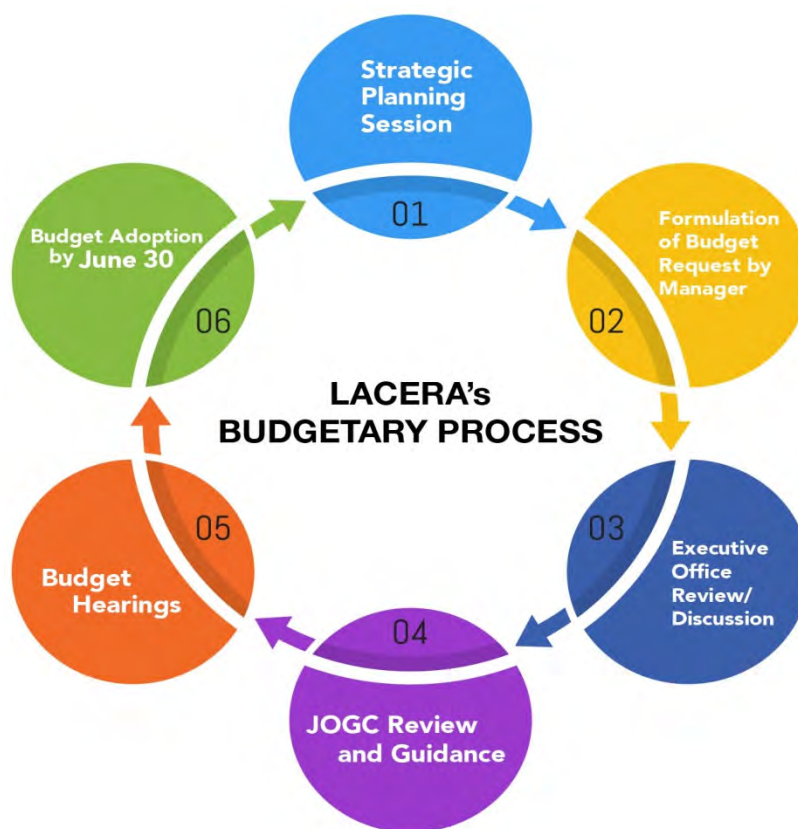 Strategic
Planning
Session
01
Formulation
of Budget
Request by
Manager
02
Executive
Office
Review/
Discussion
03
04
JOGC Review
and Guidance
05
Budget
Hearings
Budget Adoption
by June 30
06
LACERA's
BUDGETARY PROCESS